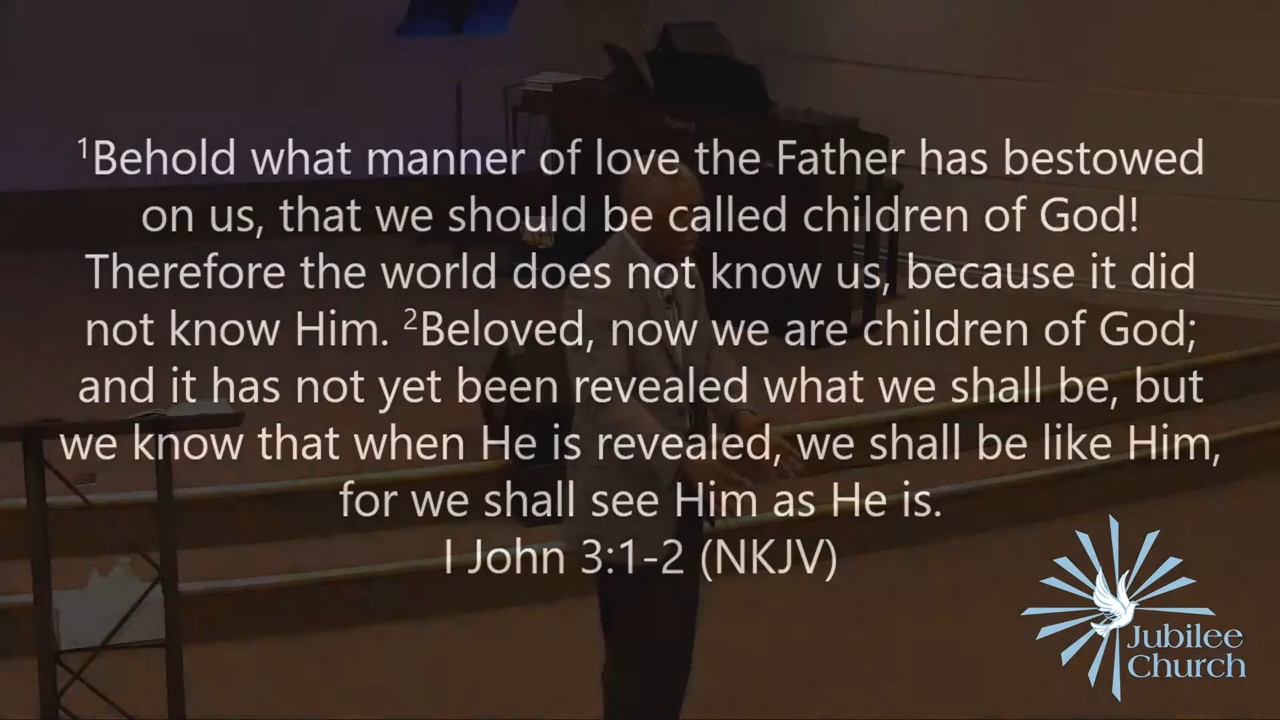 ¹Behold what manner of love the Father has bestowed
on us, that we should be called children of God!
Therefore the world does not know us, because it did
not know Him. ²Beloved, now we are children of God;
and it has not yet been revealed what we shall be, but
we know that when He is revealed, we shall be like Him,
for we shall see Him as He is.
I John 3:1-2 (NKJV)
Jubilee
Church